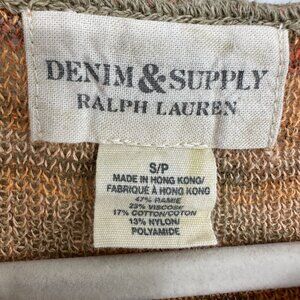 DENIM & SUPPLY
RALPH LAUREN
S/P
MADE IN HONG KONG/
FABRIQUÉ À HONG KONG
47% RAMIE
23% VISCOSE
17% COTTON/COTON
13% NYLON/
POLYAMIDE